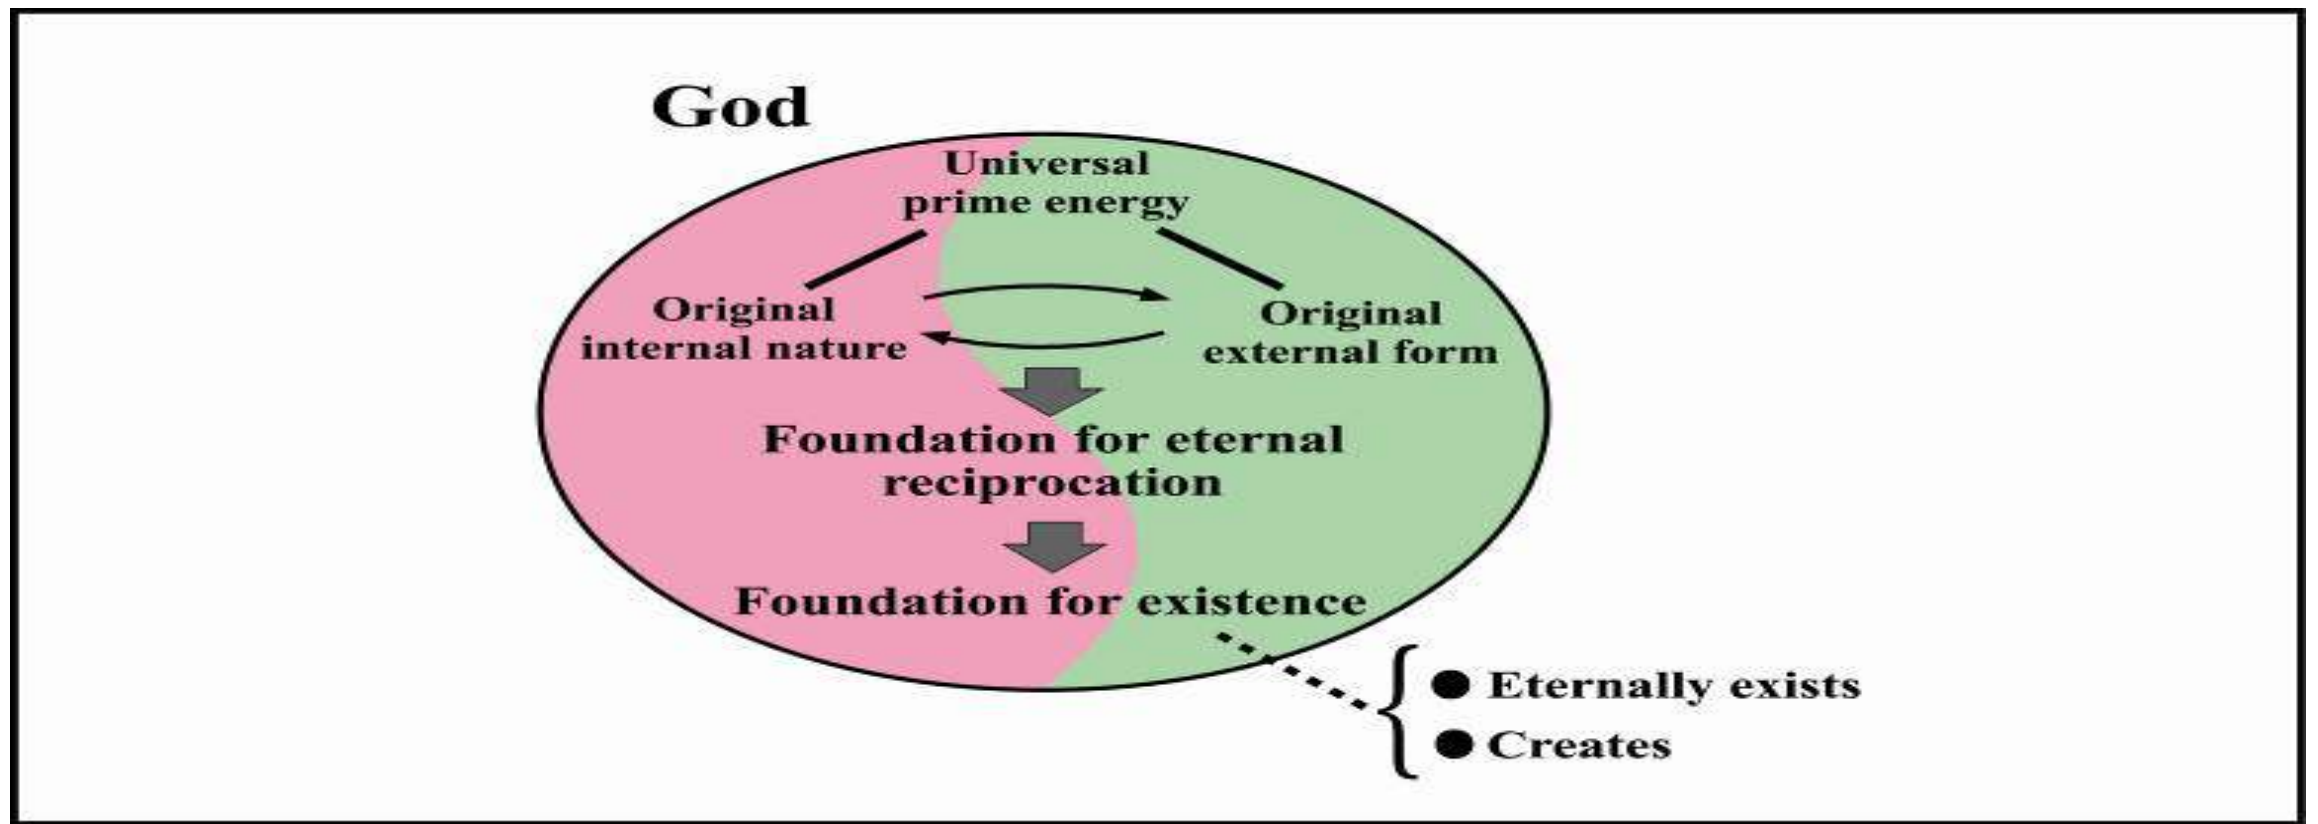 God
Universal
prime energy
Original
internal nature
Original
external form
Foundation for eternal
reciprocation
Foundation for existence
● Eternally exists
● Creates